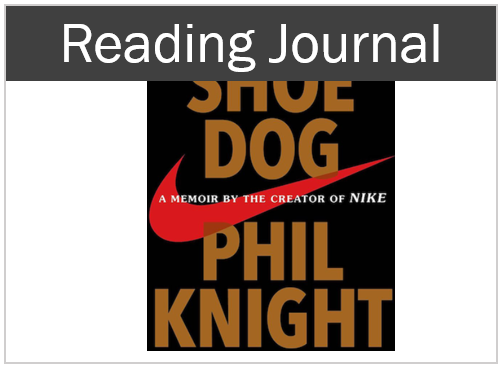 Reading Journal
SHOE
DOG
A MEMOIR BY THE CREATOR OF NIKE
PHIL
KNIGHT